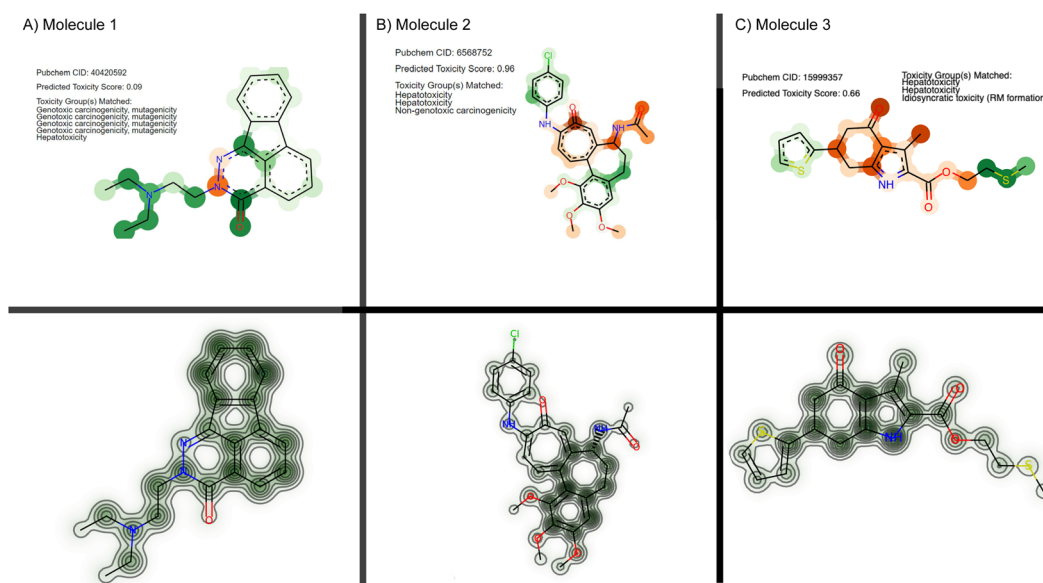 A) Molecule 1
Pubchem CID: 40420592
Predicted Toxicity Score: 0.09
Toxicity Group(s) Matched:
Genotoxic carcinogenicity, mutagenicity
Genotoxic carcinogenicity, mutagenicity
Genotoxic carcinogenicity, mutagenicity
Genotoxic carcinogenicity, mutagenicity
Hepatotoxicity
N
N
N
O
B) Molecule 2
Pubchem CID: 6568752
Predicted Toxicity Score: 0.96
Toxicity Group(s) Matched:
Hepatotoxicity
Hepatotoxicity
Non-genotoxic carcinogenicity
Cl
NH
O
NH
O
O
O
O
C) Molecule 3
Pubchem CID: 15999357
Predicted Toxicity Score: 0.66
Toxicity Group(s) Matched:
Hepatotoxicity
Hepatotoxicity
Idiosyncratic toxicity (RM formation
O
S
NH
O
O
S
N
N
N
O
Cl
NH
O
NH
O
O
O
O
O
S
NH
O
O
S